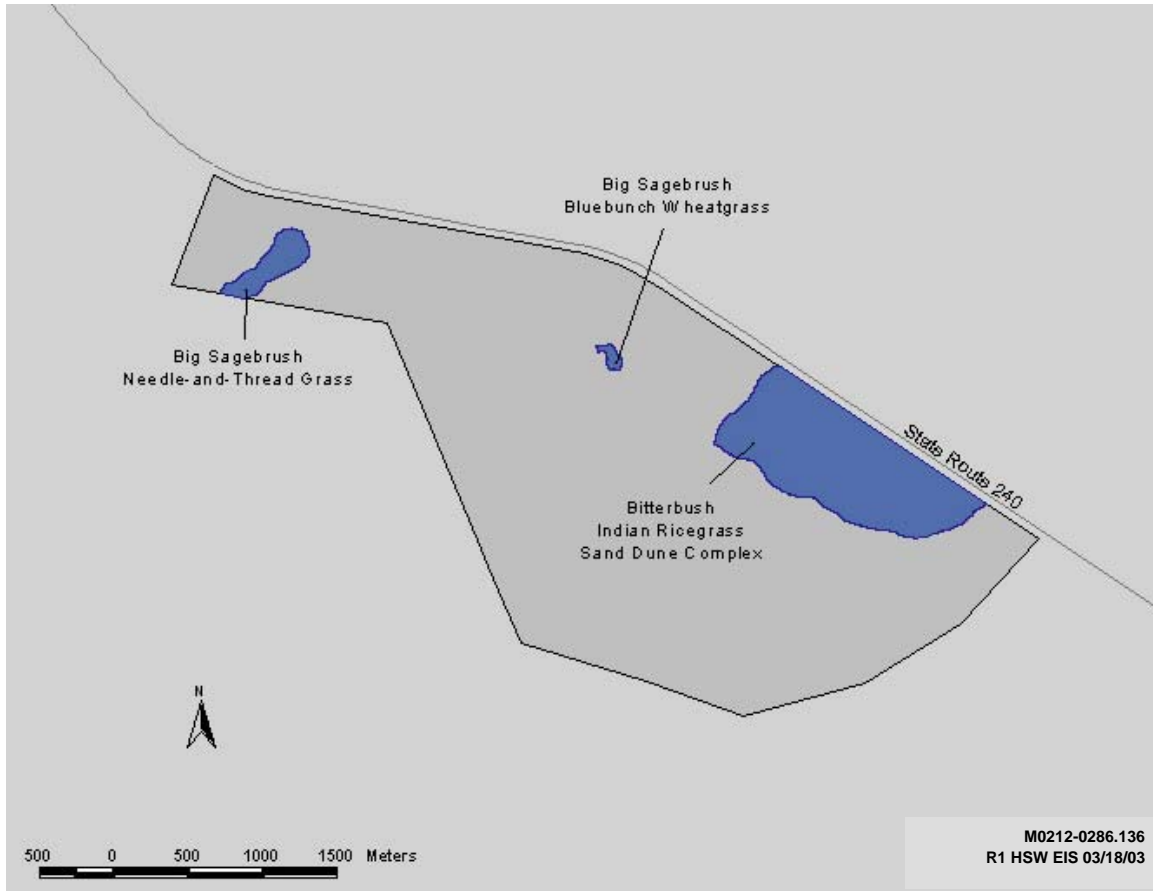 Big Sagebrush
Bluebunch Wheatgrass
Big Sagebrush
Needle-and-Thread Grass
State Route 240
Bitterbush
Indian Ricegrass
Sand Dune Complex
N
500 0 500 1000 1500 Meters
M0212-0286.136
R1 HSW EIS 03/18/03